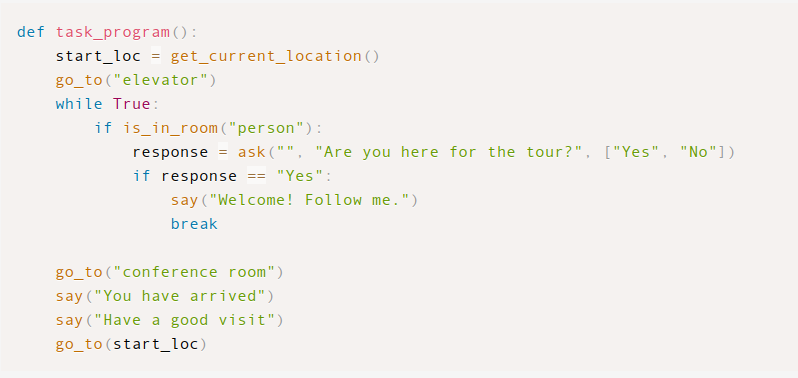 def task_program():
    start_loc = get_current_location()
    go_to("elevator")
    while True:
        if is_in_room("person"):
            response = ask("", "Are you here for the tour?", ["Yes", "No"])
            if response == "Yes":
                say("Welcome! Follow me.")
                break

    go_to("conference room")
    say("You have arrived")
    say("Have a good visit")
    go_to(start_loc)